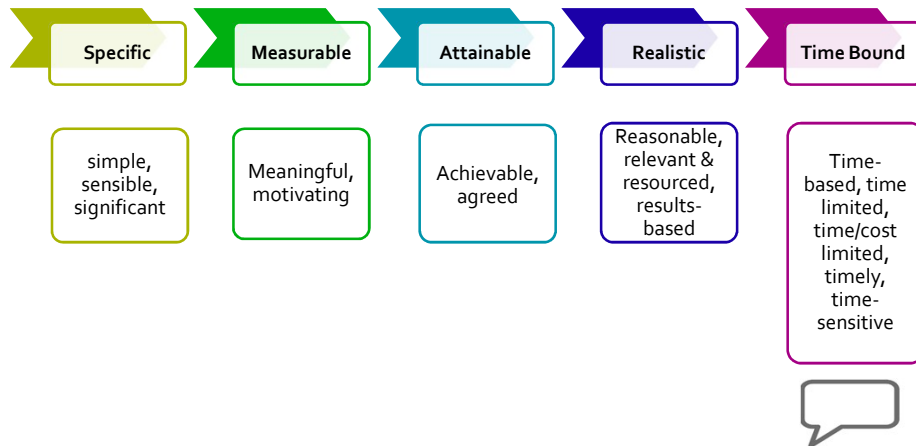 Specific
Measurable
Attainable
Realistic
Time Bound
simple,
sensible,
significant
Meaningful,
motivating
Achievable,
agreed
Reasonable,
relevant &
resourced,
results-
based
Time-
based, time
limited,
time/cost
limited,
timely,
time-
sensitive